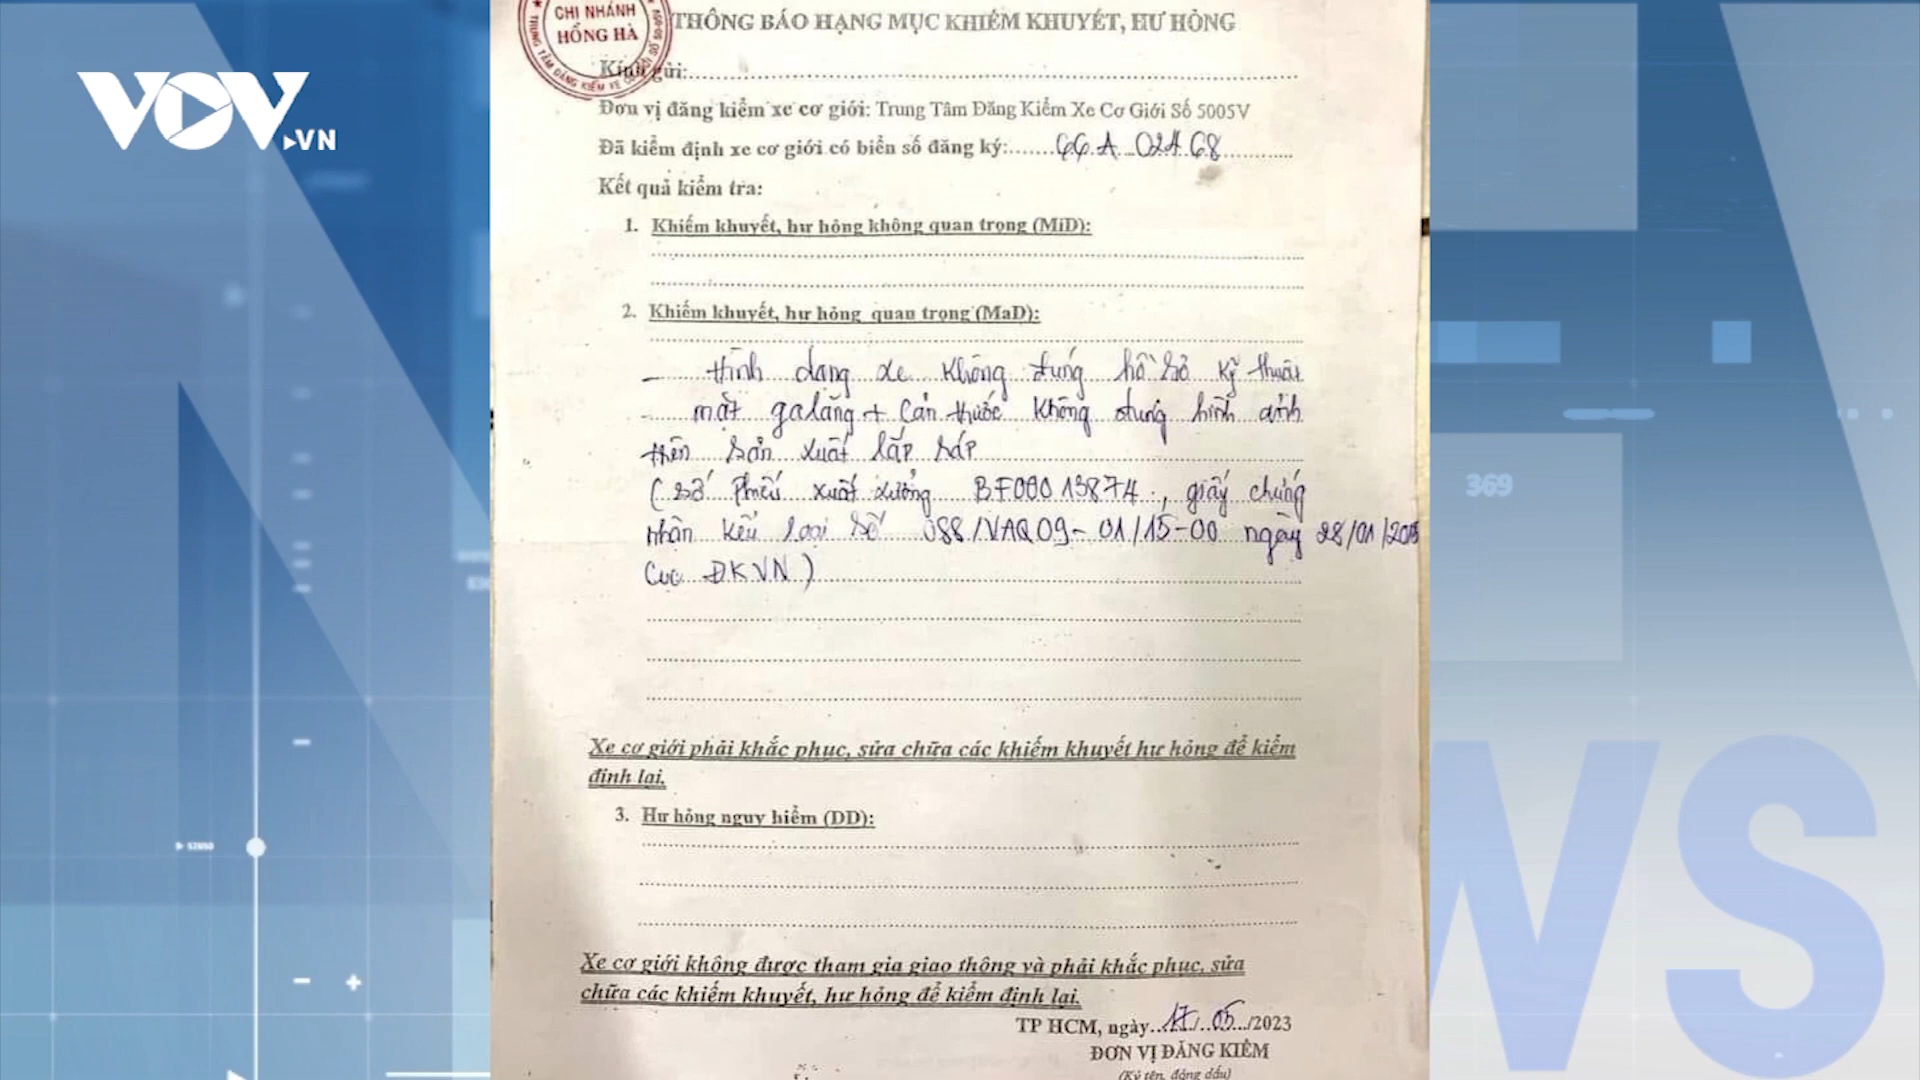 VOV.VN
CHI NHÁNH
HỒNG HÀ
THÔNG BÁO HẠNG MỤC KHIẾM KHUYẾT, HƯ HỎNG
Kính gửi:
Đơn vị đăng kiểm xe cơ giới: Trung Tâm Đăng Kiểm Xe Cơ Giới Số 5005V
Đã kiểm định xe cơ giới có biển số đăng ký: 66A 02468
Kết quả kiểm tra:
1. Khiếm khuyết, hư hỏng không quan trọng (MiD):
2. Khiếm khuyết, hư hỏng quan trọng (MaD):
- hình dạng xe không đúng hồ sơ kỹ thuật
- mặt galăng + cản trước không đúng hình ảnh
trên sản xuất lắp ráp
(số phiếu xuất xưởng BF000 13874, giấy chứng
nhận kiểu loại số 088/VAQ09-01/15-00 ngày 28/01/2015
Cục ĐKVN)
Xe cơ giới phải khắc phục, sửa chữa các khiếm khuyết hư hỏng để kiểm
định lại.
3. Hư hỏng nguy hiểm (DD):
Xe cơ giới không được tham gia giao thông và phải khắc phục, sửa
chữa các khiếm khuyết, hư hỏng để kiểm định lại.
TP HCM, ngày 17/05/2023
ĐƠN VỊ ĐĂNG KIỂM
(Ký tên, đóng dấu)
369
WS